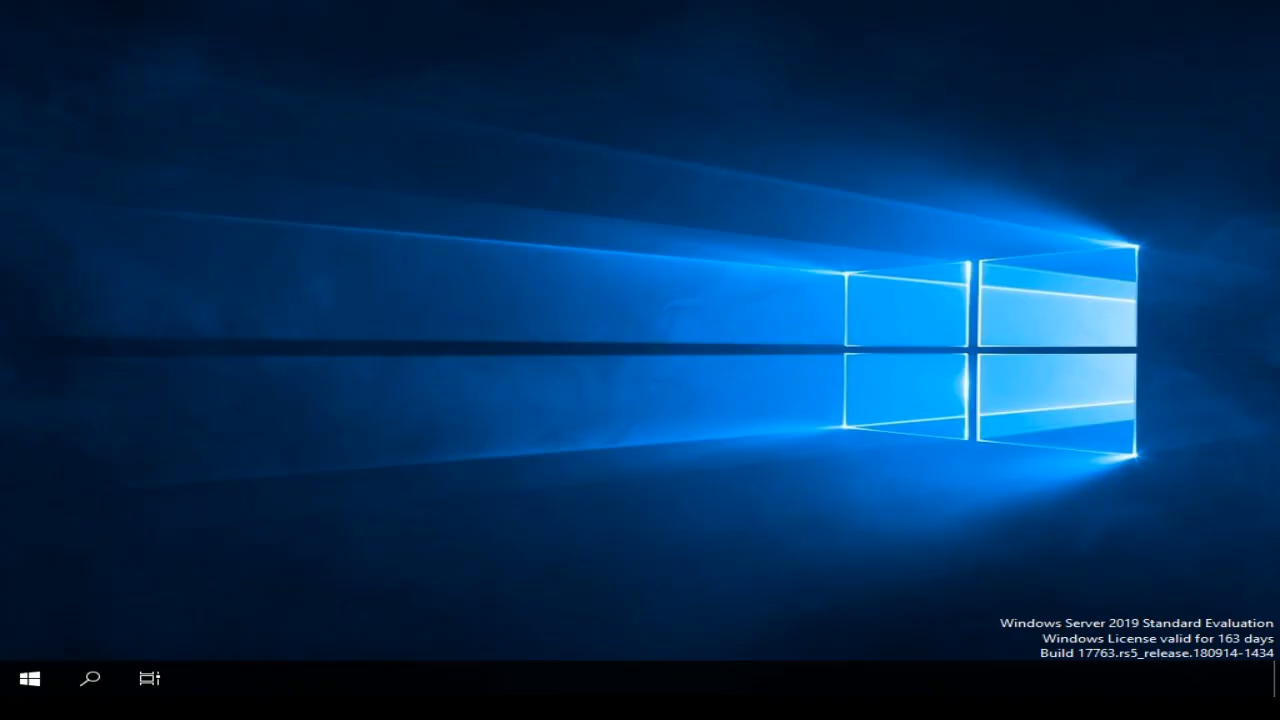 Windows Server 2019 Standard Evaluation
Windows License valid for 163 days
Build 17763.rs5_release.180914-1434